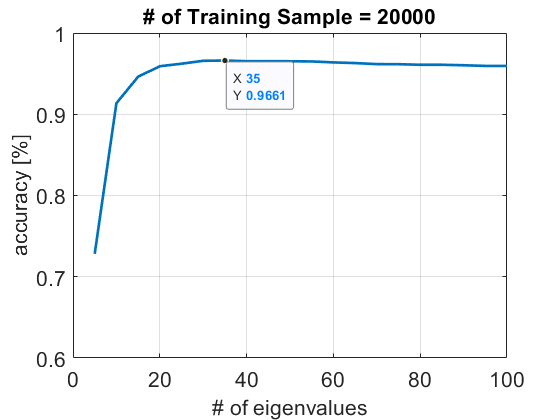 # of Training Sample = 20000
1
0.9
0.8
0.7
0.6
accuracy [%]
X 35
Y 0.9661
0 20 40 60 80 100
# of eigenvalues